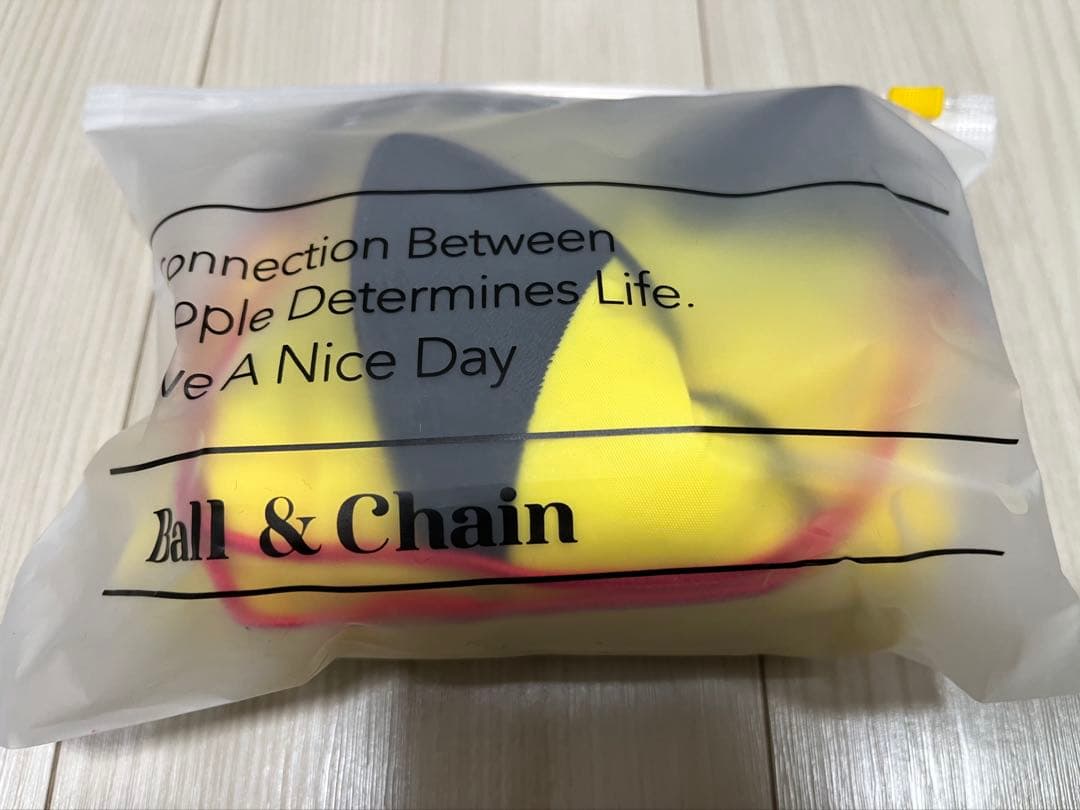 onnection Between
ople Determines Life.
ve A Nice Day
Ball & Chain